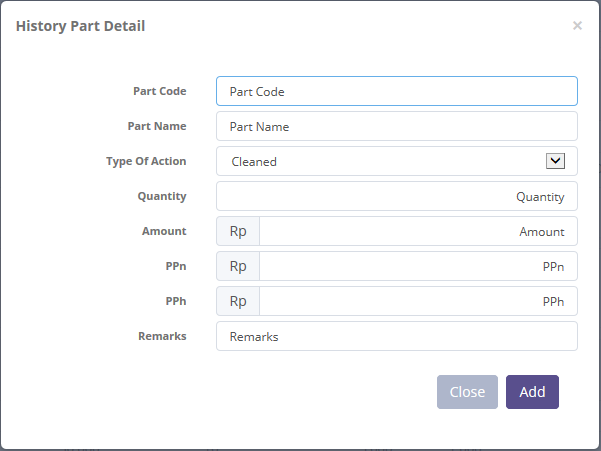 History Part Detail ×
Part Code Part Code
Part Name Part Name
Type Of Action Cleaned
Quantity Quantity
Amount Rp Amount
PPn Rp PPn
PPh Rp PPh
Remarks Remarks
Close Add